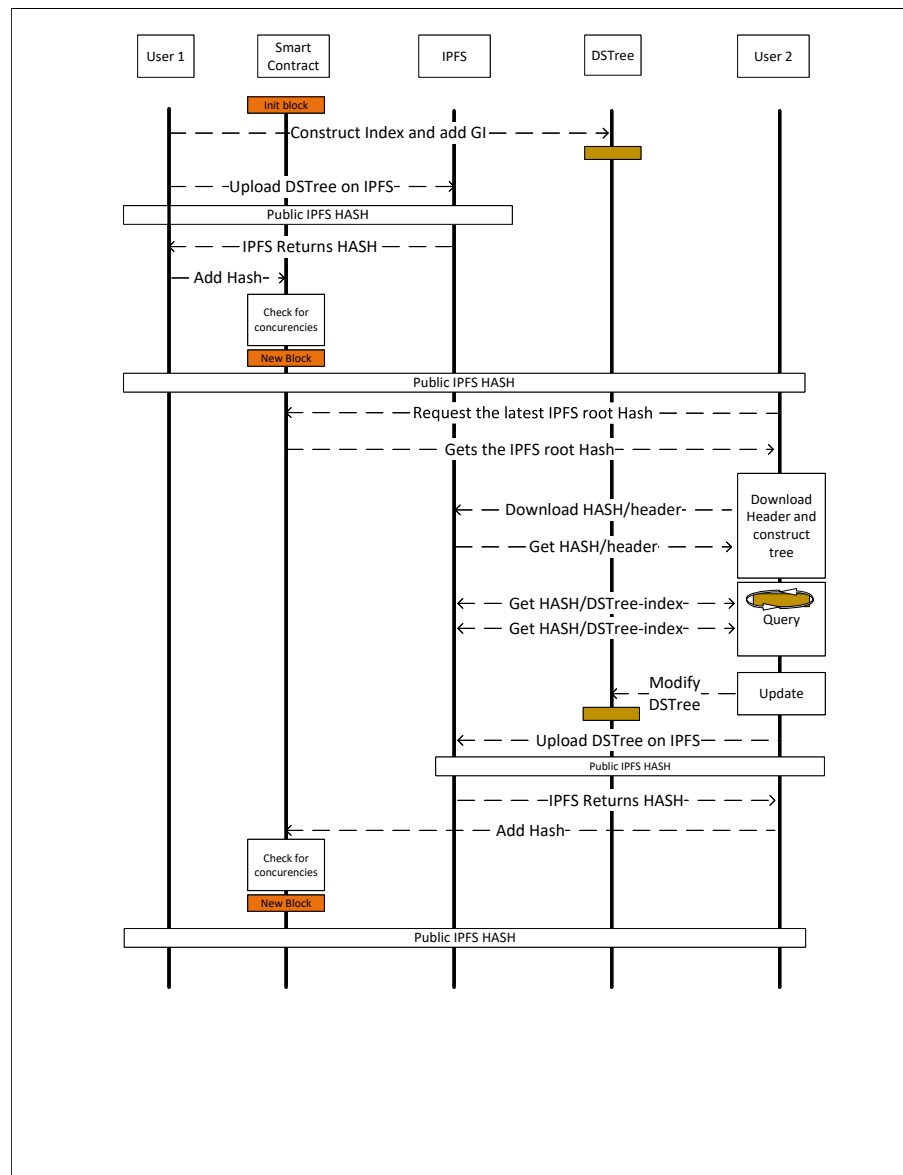 User 1
Smart
Contract
IPFS
DSTree
User 2
Init block
Construct Index and add GI
Upload DSTree on IPFS
Public IPFS HASH
IPFS Returns HASH
Add Hash
Check for
concurencies
New Block
Public IPFS HASH
Request the latest IPFS root Hash
Gets the IPFS root Hash
Download
Header and
construct
tree
Download HASH/header
Get HASH/header
Get HASH/DSTree-index
Query
Get HASH/DSTree-index
Modify
DSTree
Update
Upload DSTree on IPFS
Public IPFS HASH
IPFS Returns HASH
Add Hash
Check for
concurencies
New Block
Public IPFS HASH